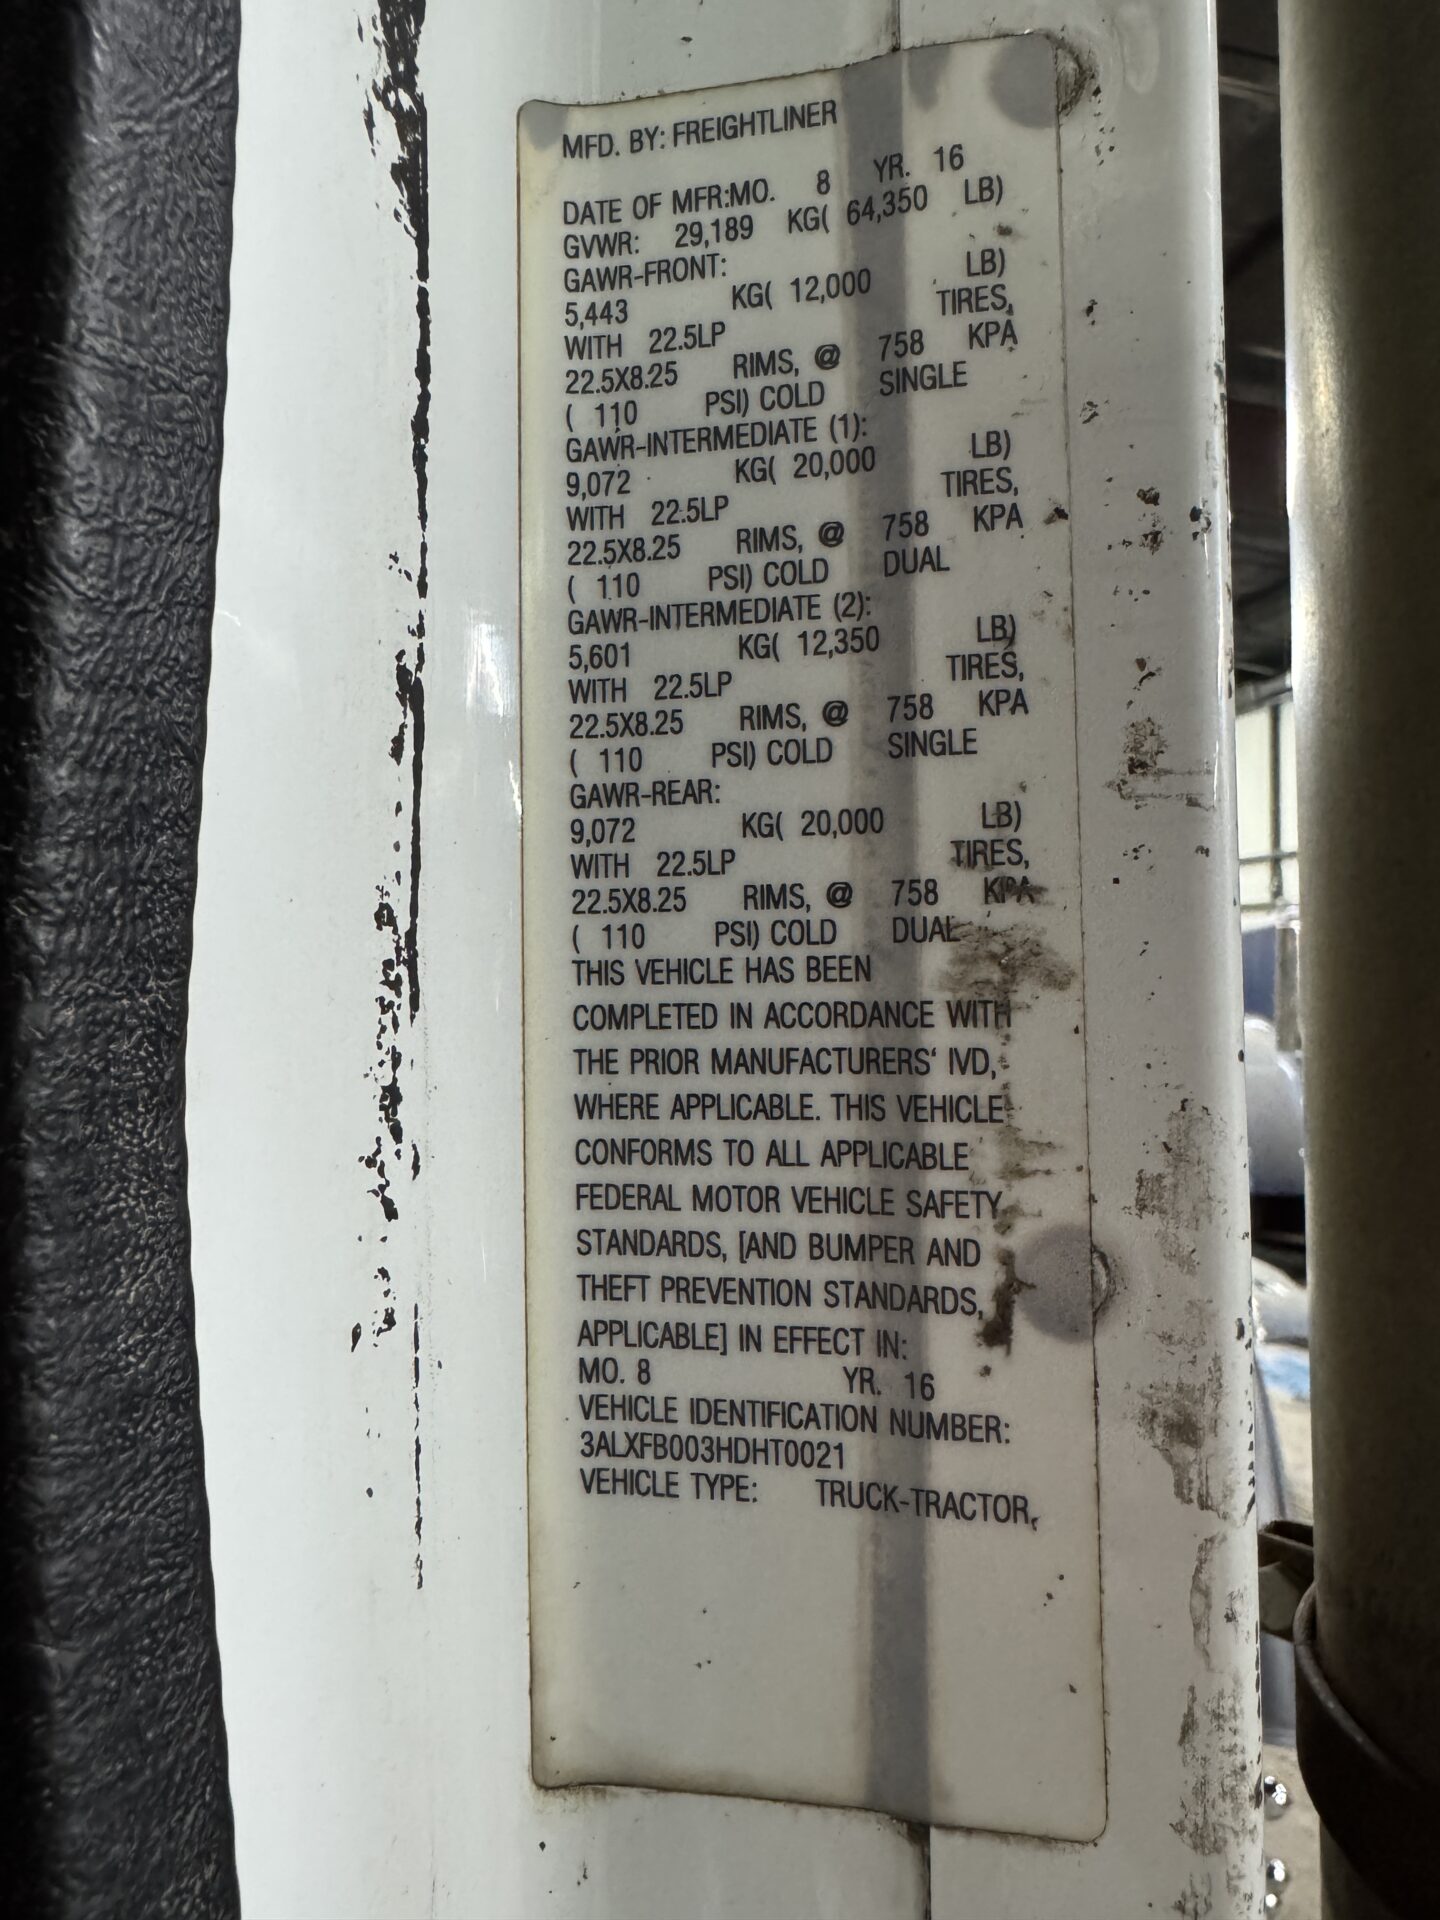 MFD. BY: FREIGHTLINER
DATE OF MFR:MO. 8 YR. 16
GVWR: 29,189 KG( 64,350 LB)
GAWR-FRONT:
5,443 KG( 12,000 LB)
WITH 22.5LP TIRES,
22.5X8.25 RIMS, @ 758 KPA
( 110 PSI) COLD SINGLE
GAWR-INTERMEDIATE (1):
9,072 KG( 20,000 LB)
WITH 22.5LP TIRES,
22.5X8.25 RIMS, @ 758 KPA
( 110 PSI) COLD DUAL
GAWR-INTERMEDIATE (2):
5,601 KG( 12,350 LB)
WITH 22.5LP TIRES,
22.5X8.25 RIMS, @ 758 KPA
( 110 PSI) COLD SINGLE
GAWR-REAR:
9,072 KG( 20,000 LB)
WITH 22.5LP TIRES,
22.5X8.25 RIMS, @ 758 KPA
( 110 PSI) COLD DUAL
THIS VEHICLE HAS BEEN
COMPLETED IN ACCORDANCE WITH
THE PRIOR MANUFACTURERS' IVD,
WHERE APPLICABLE. THIS VEHICLE
CONFORMS TO ALL APPLICABLE
FEDERAL MOTOR VEHICLE SAFETY
STANDARDS, [AND BUMPER AND
THEFT PREVENTION STANDARDS,
APPLICABLE] IN EFFECT IN:
MO. 8 YR. 16
VEHICLE IDENTIFICATION NUMBER:
3ALXFB003HDHT0021
VEHICLE TYPE: TRUCK-TRACTOR,